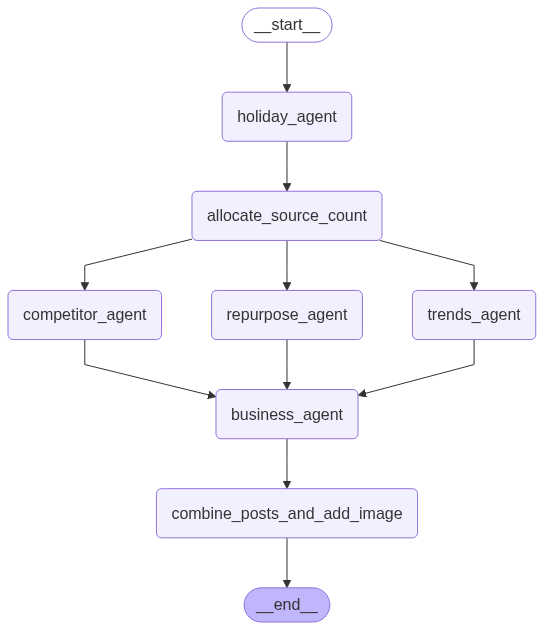 __start__
holiday_agent
allocate_source_count
competitor_agent
repurpose_agent
trends_agent
business_agent
combine_posts_and_add_image
__end__